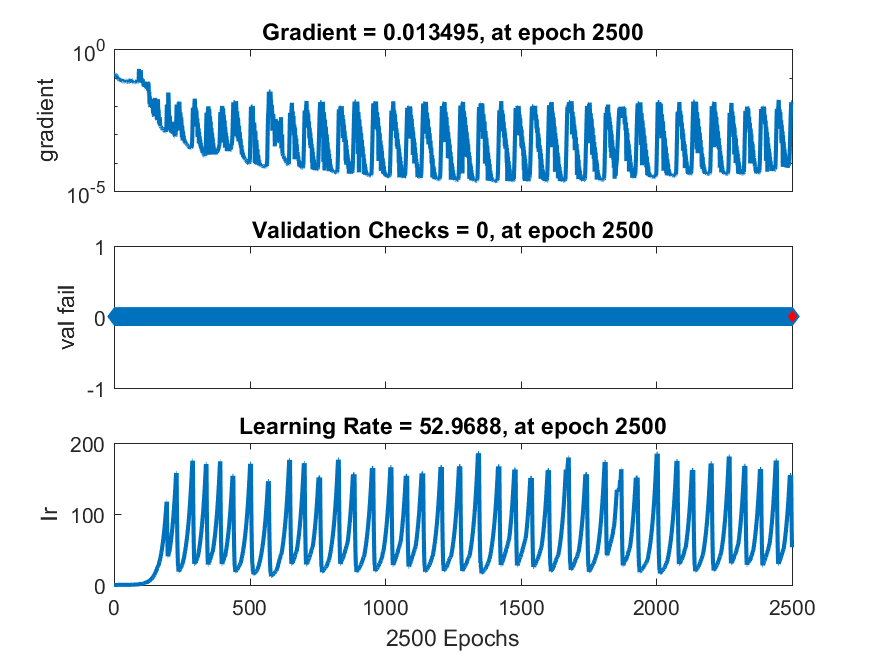 Gradient = 0.013495, at epoch 2500
10^0
gradient
10^-5
Validation Checks = 0, at epoch 2500
1
val fail
0
-1
Learning Rate = 52.9688, at epoch 2500
200
lr
100
0
0 500 1000 1500 2000 2500
2500 Epochs